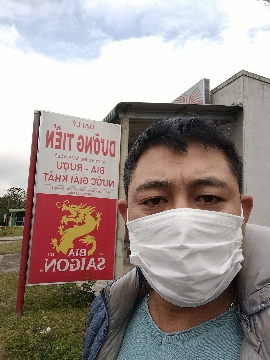 ĐẠI LÝ
DƯƠNG TIẾN
BIA - RƯỢU
NƯỚC GIẢI KHÁT
BIA
SAIGON